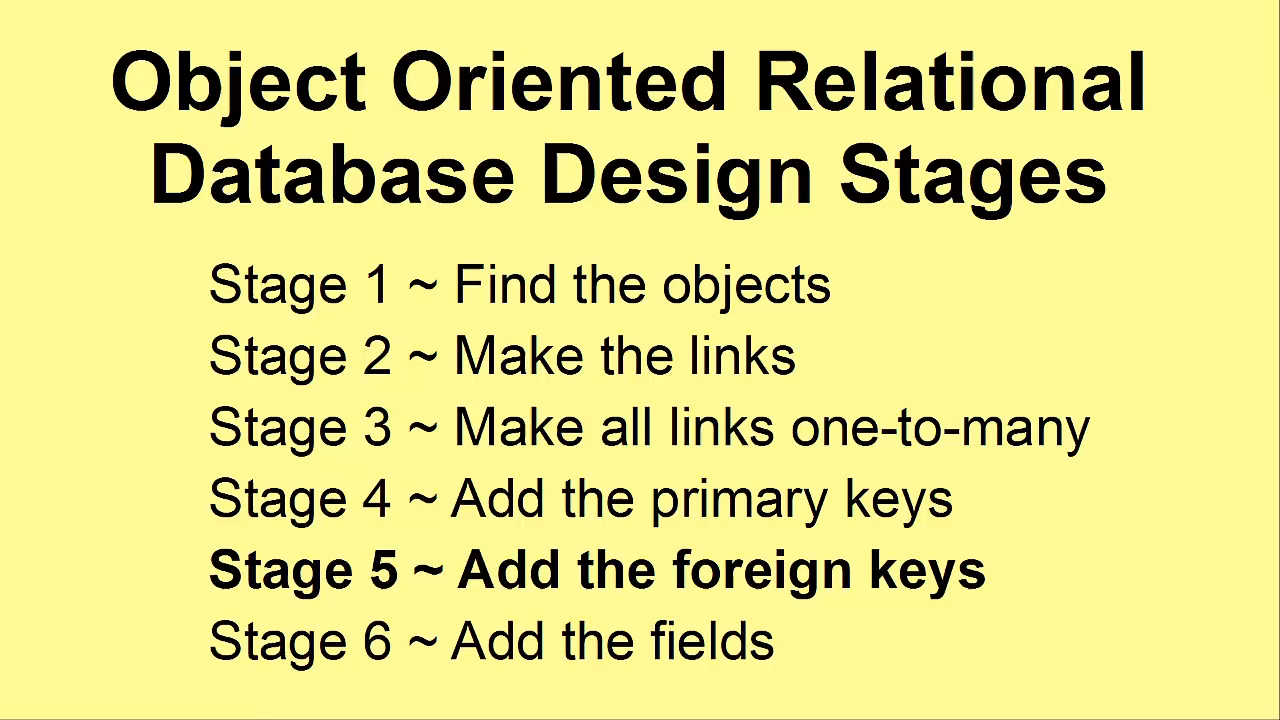 Object Oriented Relational
Database Design Stages
Stage 1 ~ Find the objects
Stage 2 ~ Make the links
Stage 3 ~ Make all links one-to-many
Stage 4 ~ Add the primary keys
Stage 5 ~ Add the foreign keys
Stage 6 ~ Add the fields